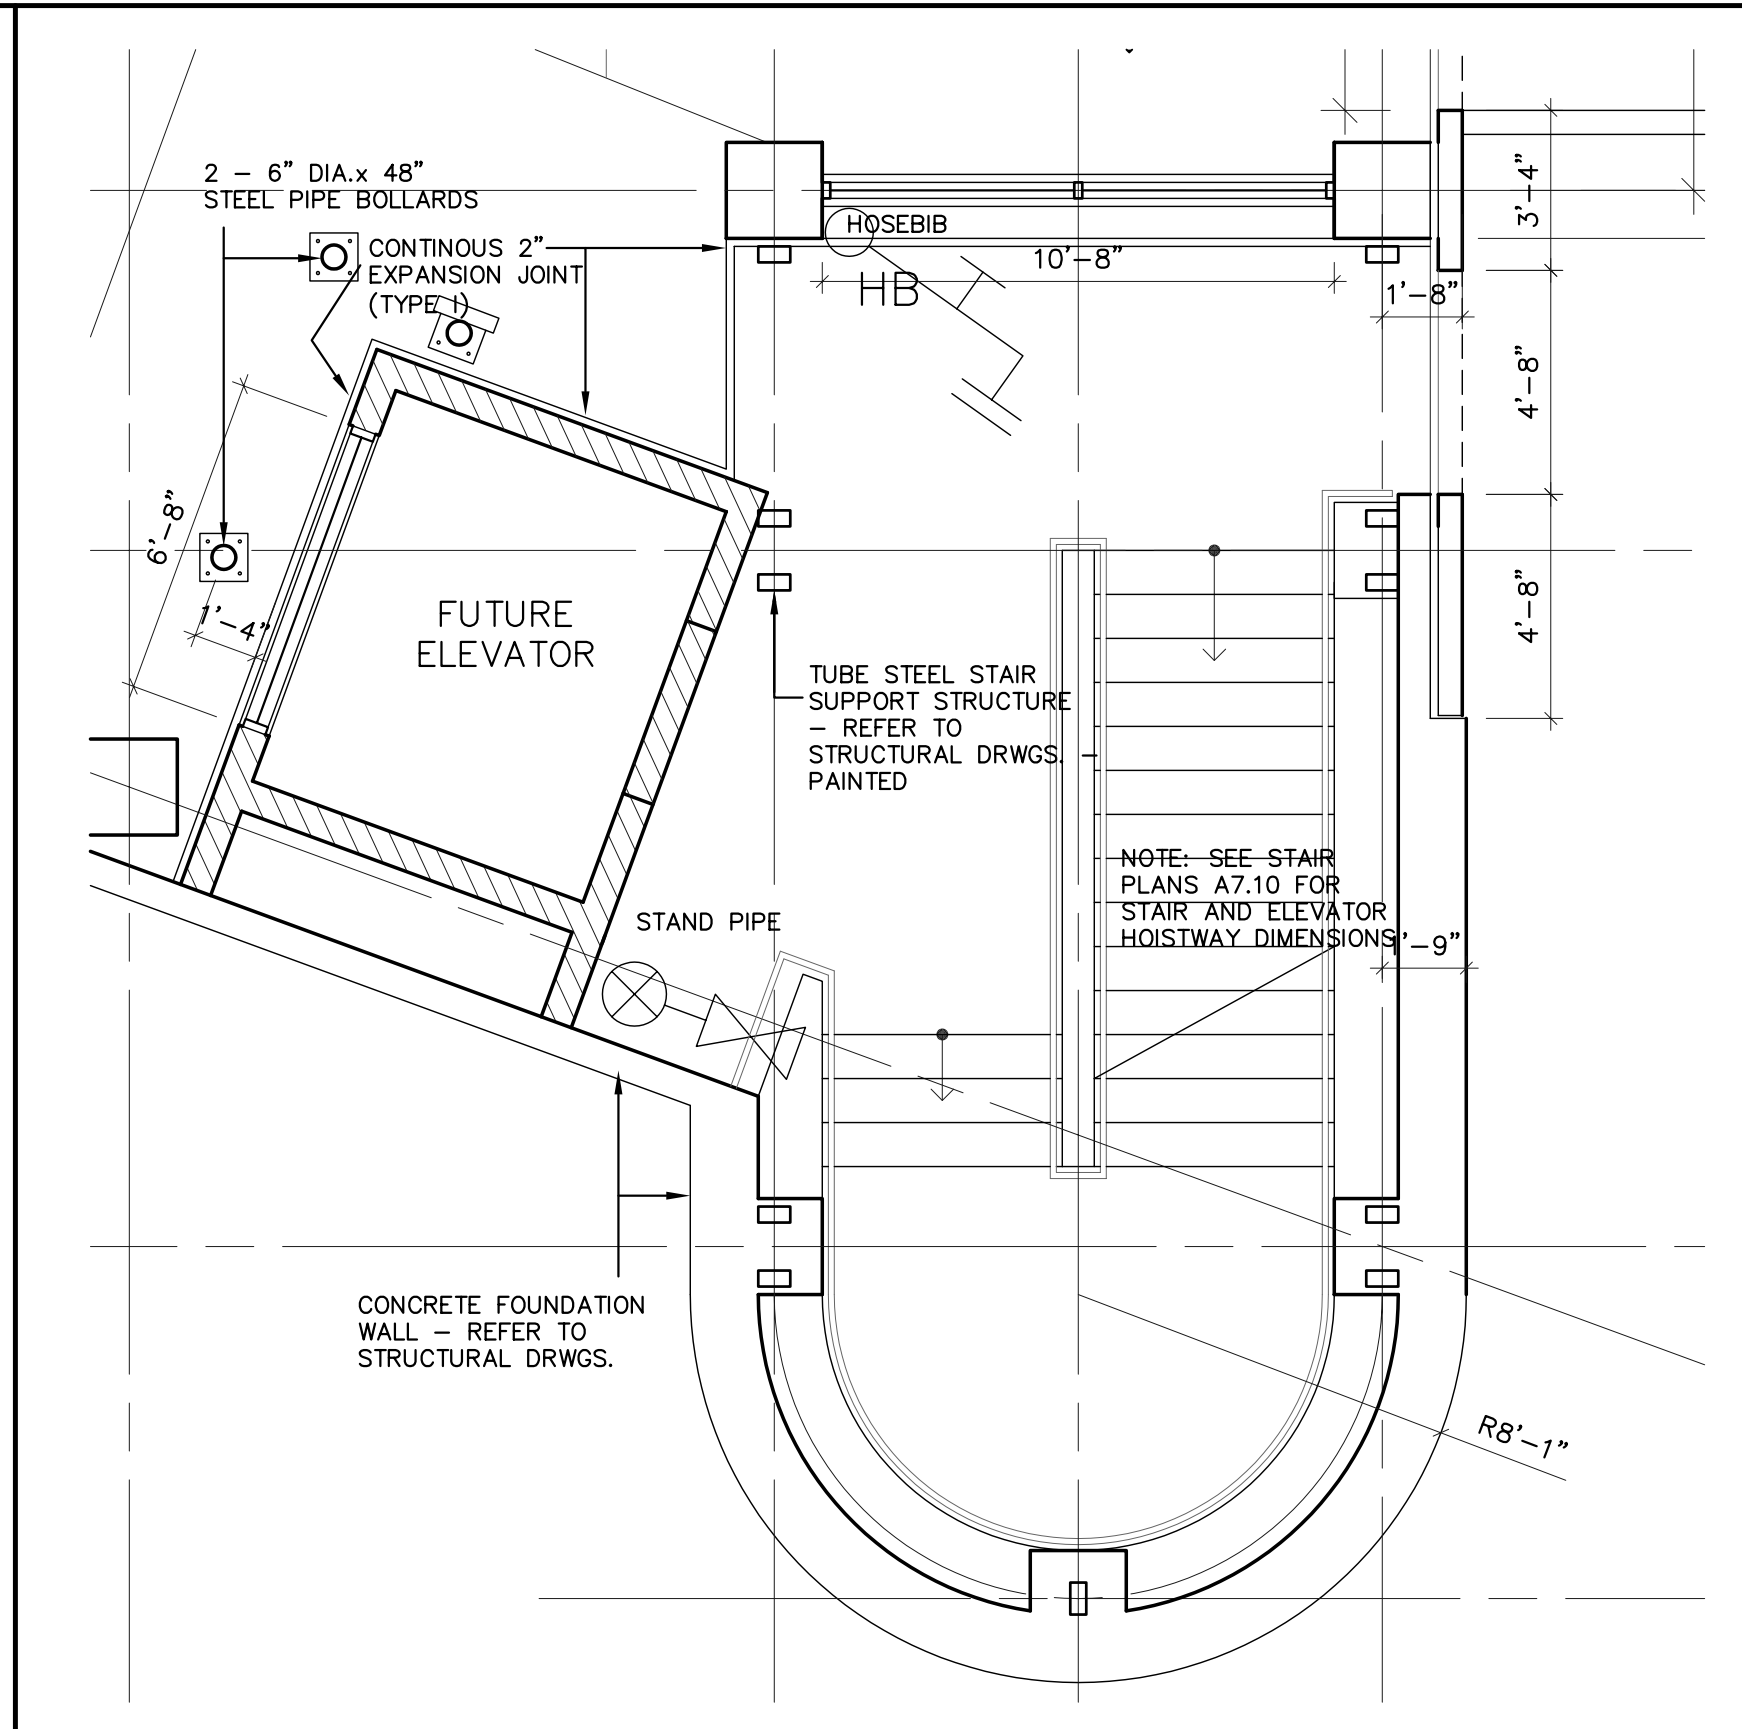 2 – 6” DIA.x 48”
STEEL PIPE BOLLARDS
CONTINOUS 2”
EXPANSION JOINT
(TYPE I)
HOSEBIB
HB
10’–8”
3’–4”
1’–8”
4’–8”
4’–8”
6’–8”
1’–4”
FUTURE
ELEVATOR
TUBE STEEL STAIR
SUPPORT STRUCTURE
– REFER TO
STRUCTURAL DRWGS. –
PAINTED
NOTE: SEE STAIR
PLANS A7.10 FOR
STAIR AND ELEVATOR
HOISTWAY DIMENSIONS
1’–9”
STAND PIPE
CONCRETE FOUNDATION
WALL – REFER TO
STRUCTURAL DRWGS.
R8’–1”